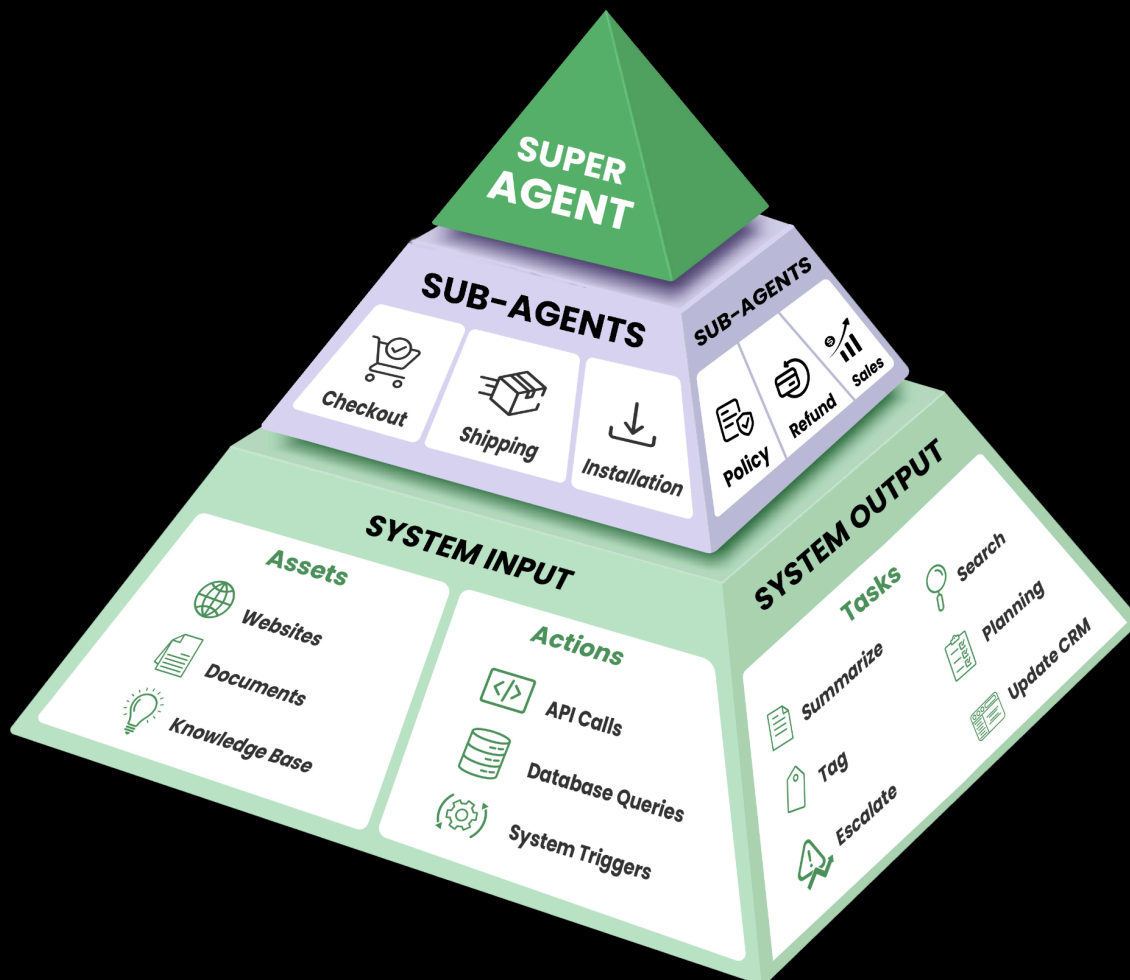 SUPER
AGENT
SUB-AGENTS
Checkout
Shipping
Installation
SUB-AGENTS
Policy
Refund
Sales
SYSTEM INPUT
Assets
Websites
Documents
Knowledge Base
Actions
API Calls
Database Queries
System Triggers
SYSTEM OUTPUT
Tasks
Summarize
Tag
Escalate
Search
Planning
Update CRM